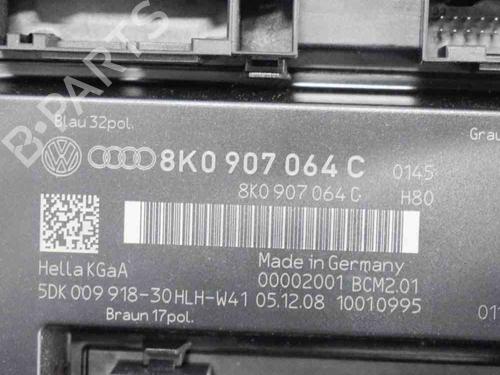 Blau 32pol.
Grau
8K0 907 064 C 0145
8K0 907 064 G H80
B-PARTS
Hella KGaA
Made in Germany
00002001 BCM2.01
5DK 009 918-30 HLH-W41 05.12.08 10010995
011
Braun 17pol.